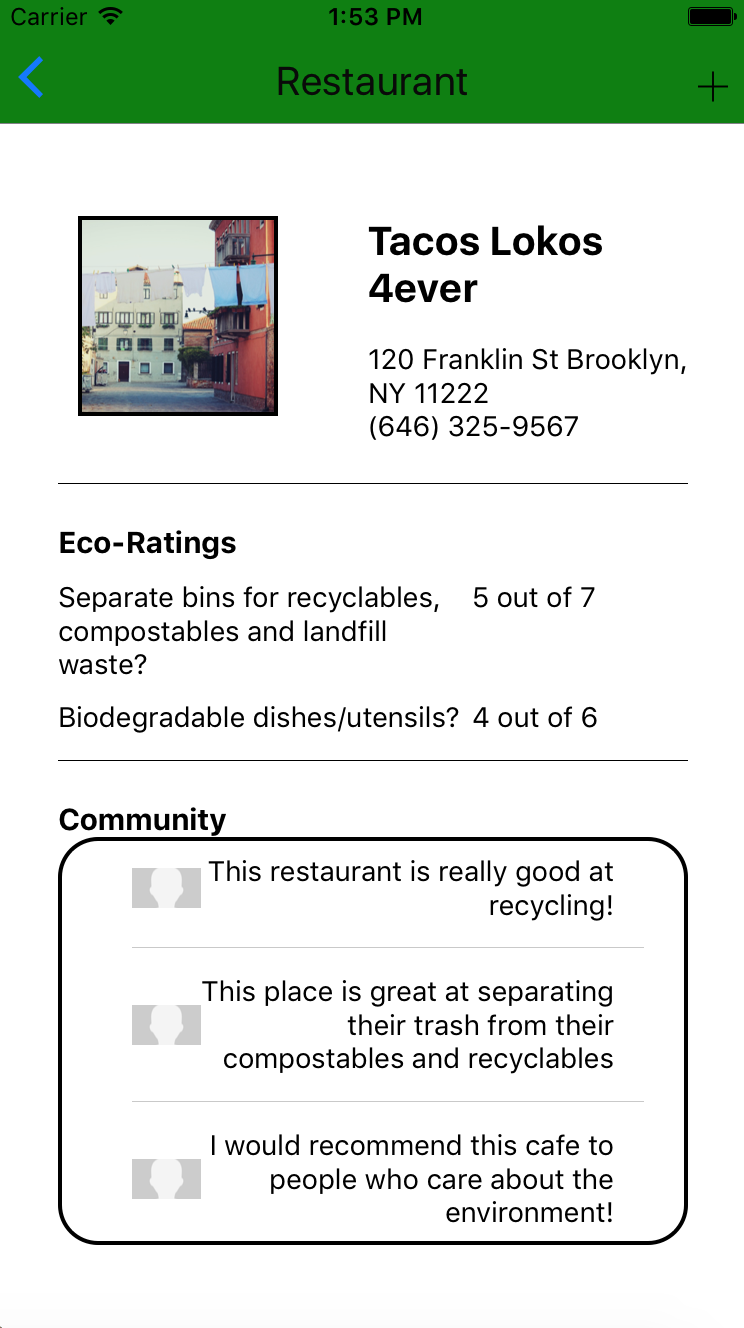 Carrier 1:53 PM
Restaurant
Tacos Lokos
4ever
120 Franklin St Brooklyn,
NY 11222
(646) 325-9567
Eco-Ratings
Separate bins for recyclables, 5 out of 7
compostables and landfill
waste?
Biodegradable dishes/utensils? 4 out of 6
Community
This restaurant is really good at
recycling!
This place is great at separating
their trash from their
compostables and recyclables
I would recommend this cafe to
people who care about the
environment!